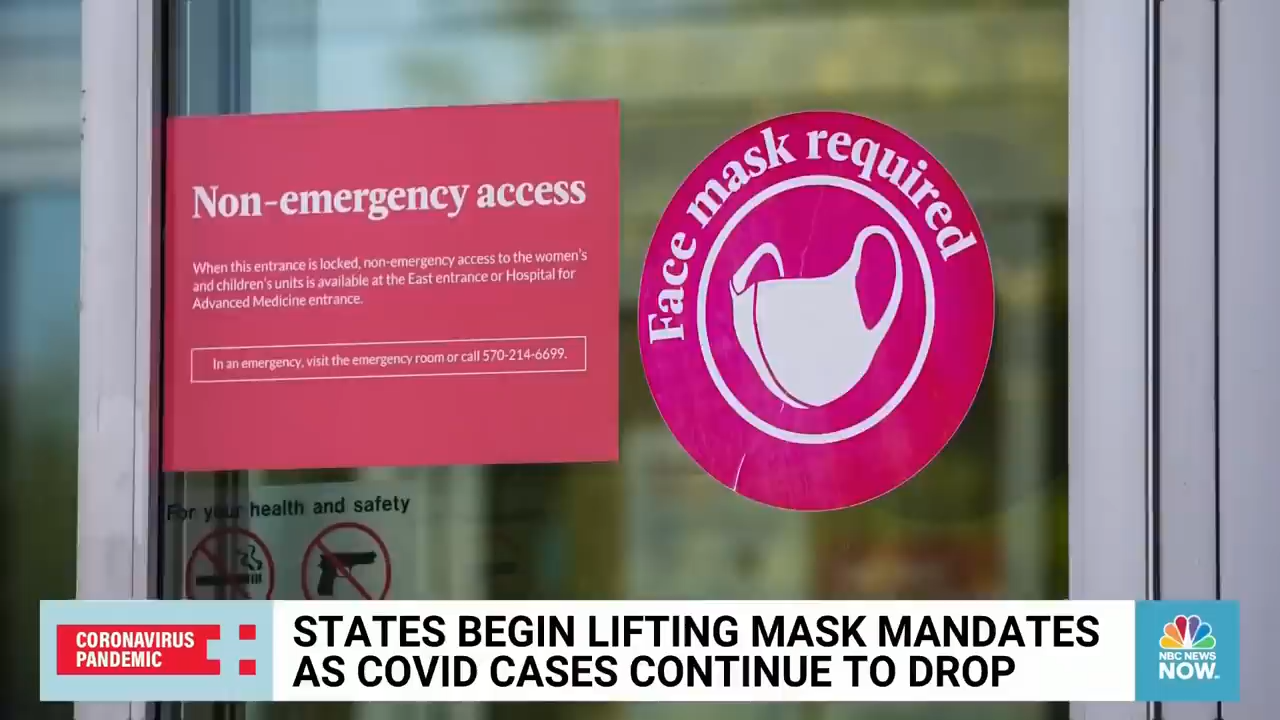 Non-emergency access
When this entrance is locked, non-emergency access to the women's
and children's units is available at the East entrance or Hospital for
Advanced Medicine entrance.
In an emergency, visit the emergency room or call 570-214-6699.
Face mask required
For your health and safety
CORONAVIRUS
PANDEMIC
STATES BEGIN LIFTING MASK MANDATES
AS COVID CASES CONTINUE TO DROP
NBC NEWS
NOW